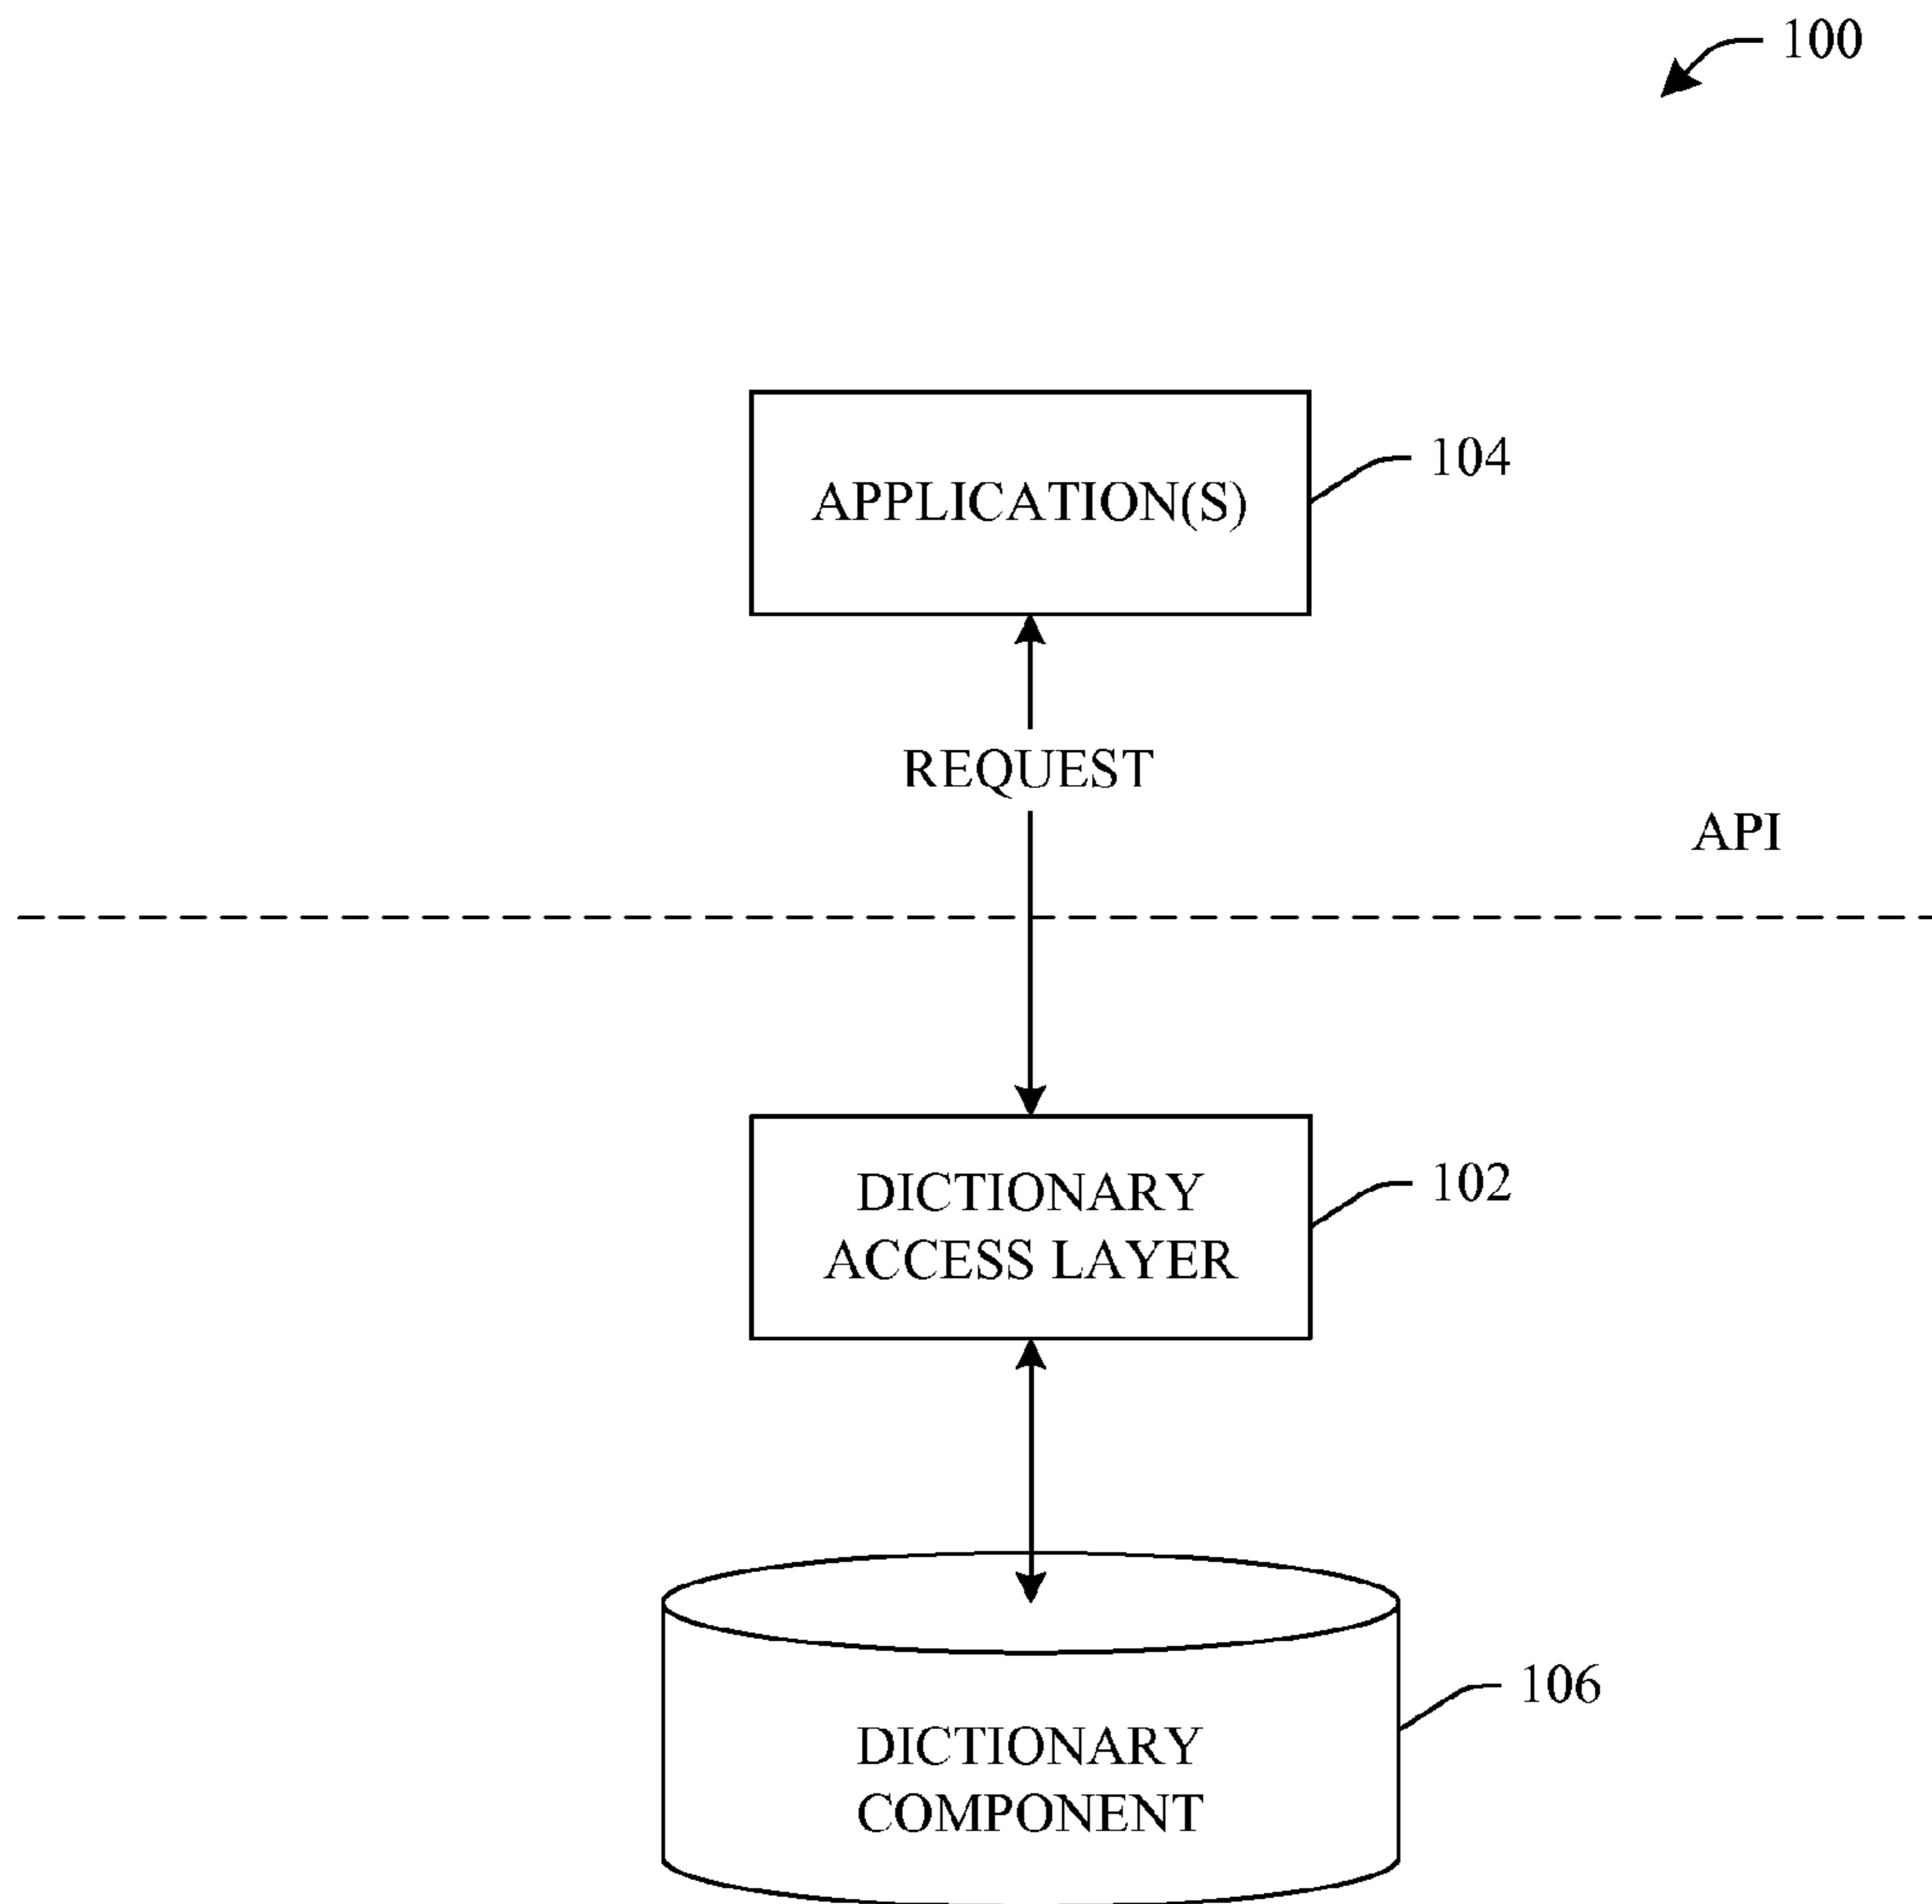 100
104
APPLICATION(S)
REQUEST
API
DICTIONARY
102
ACCESS LAYER
106
DICTIONARY
COMPONENT